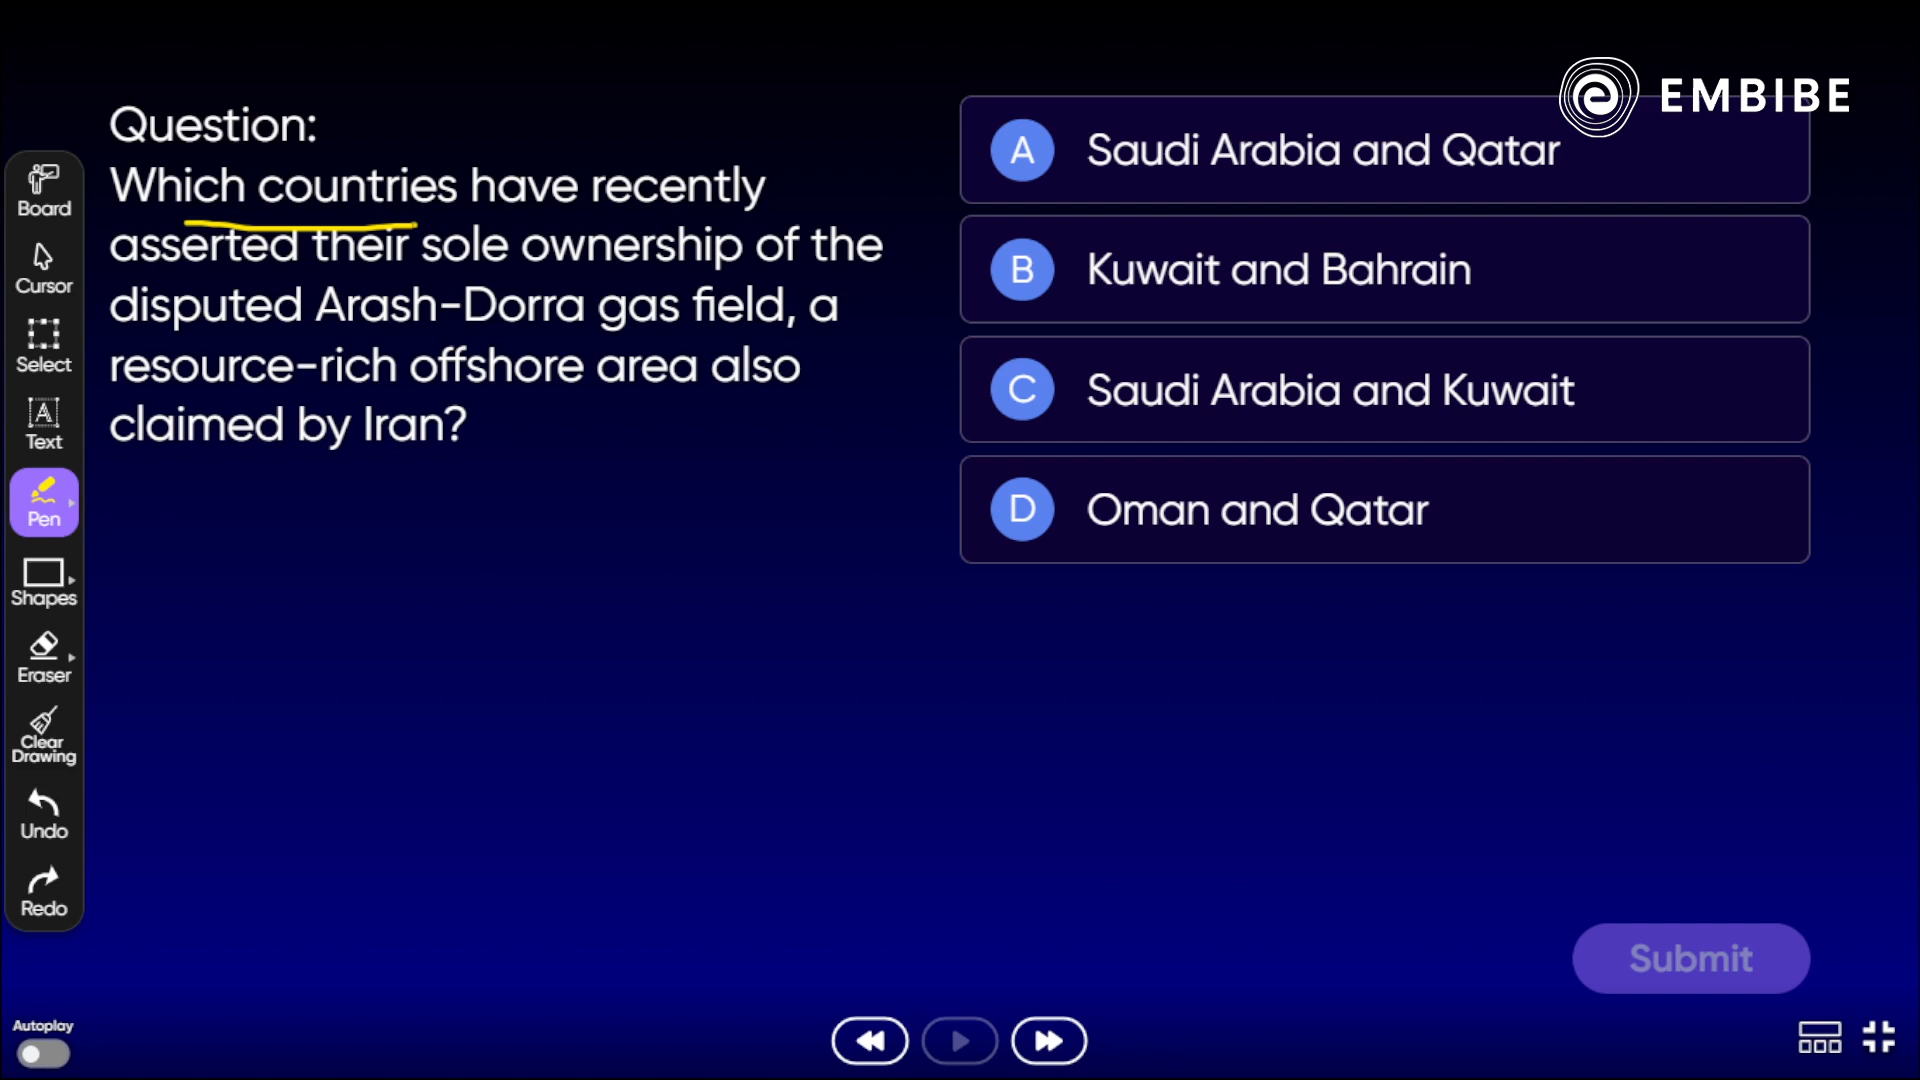 EMBIBE
Question:
Which countries have recently
asserted their sole ownership of the
disputed Arash-Dorra gas field, a
resource-rich offshore area also
claimed by Iran?
A Saudi Arabia and Qatar
B Kuwait and Bahrain
C Saudi Arabia and Kuwait
D Oman and Qatar
Board
Cursor
Select
A
Text
Pen
Shapes
Eraser
Clear
Drawing
Undo
Redo
Submit
Autoplay